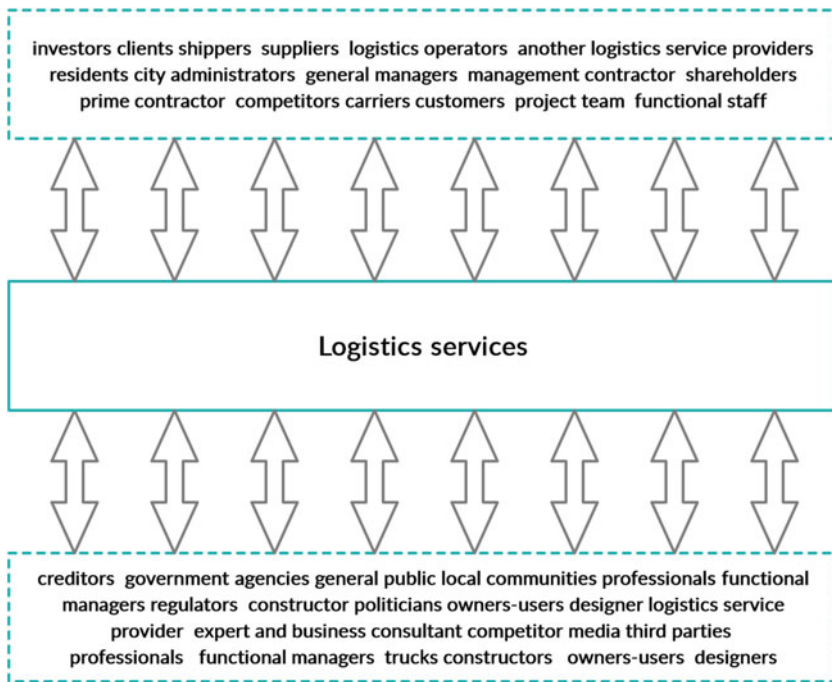 investors clients shippers suppliers logistics operators another logistics service providers
residents city administrators general managers management contractor shareholders
prime contractor competitors carriers customers project team functional staff
Logistics services
creditors government agencies general public local communities professionals functional
managers regulators constructor politicians owners-users designer logistics service
provider expert and business consultant competitor media third parties
professionals functional managers trucks constructors owners-users designers